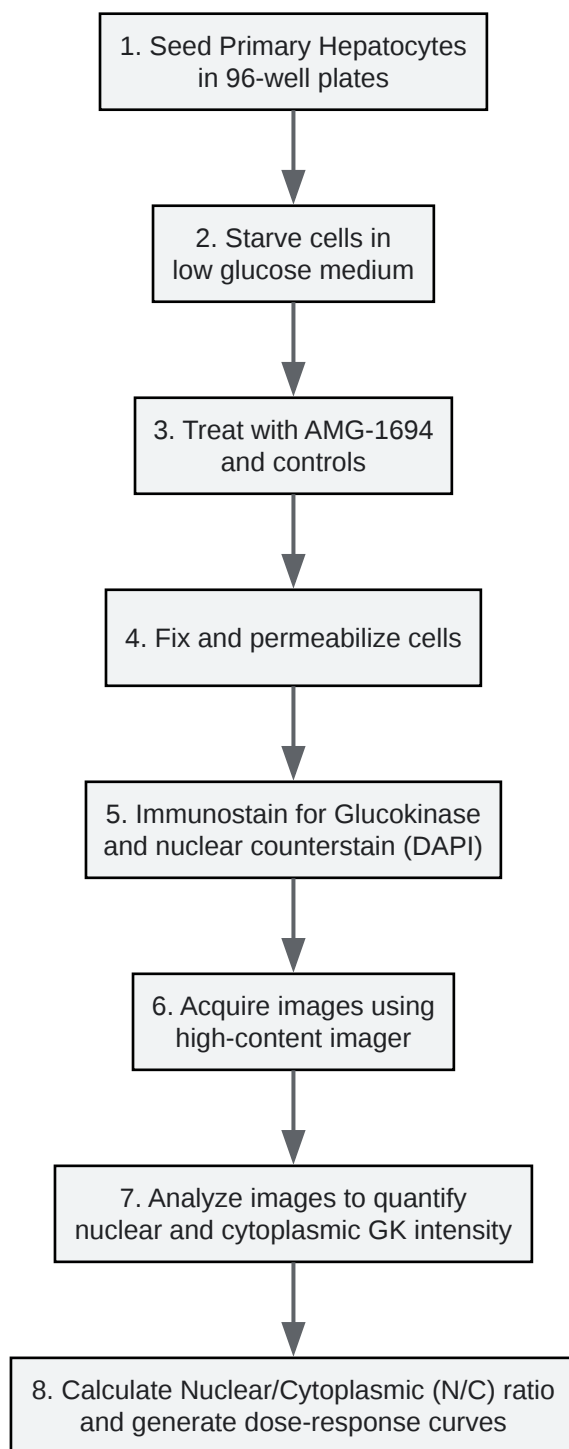 1. Seed Primary Hepatocytes
in 96-well plates
2. Starve cells in
low glucose medium
3. Treat with AMG-1694
and controls
4. Fix and permeabilize cells
5. Immunostain for Glucokinase
and nuclear counterstain (DAPI)
6. Acquire images using
high-content imager
7. Analyze images to quantify
nuclear and cytoplasmic GK intensity
8. Calculate Nuclear/Cytoplasmic (N/C) ratio
and generate dose-response curves